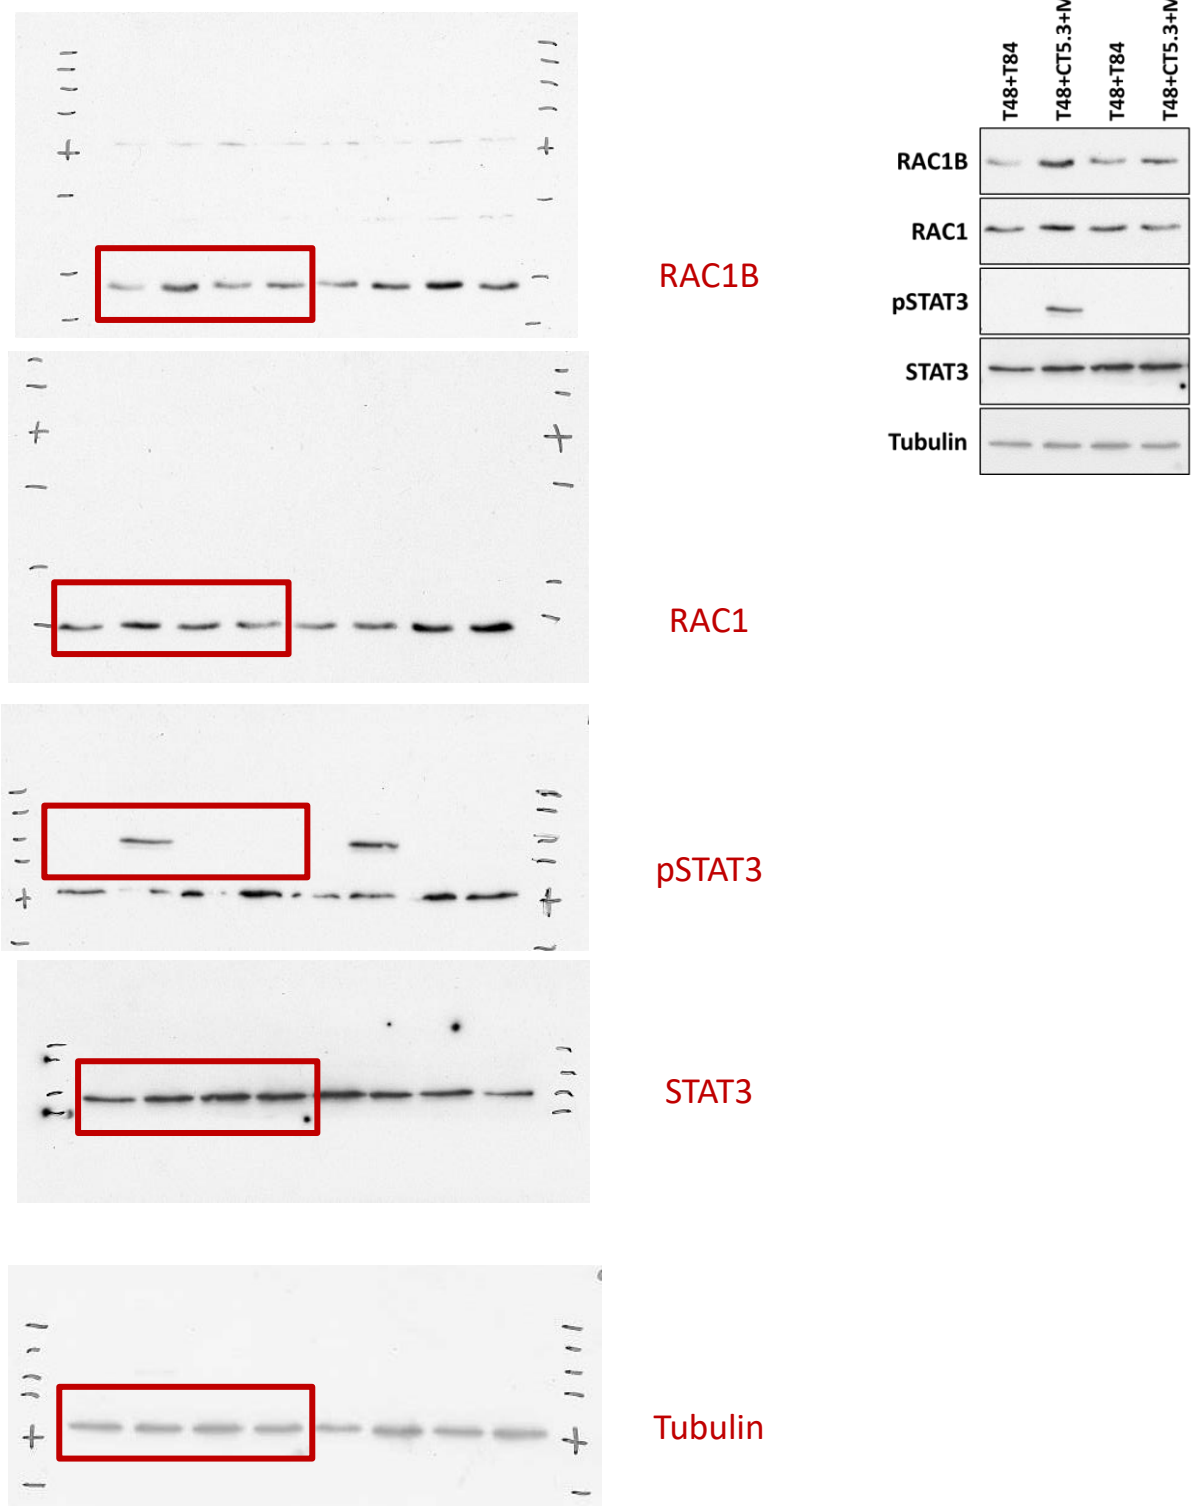 T48+T84
T48+CT5.3+M
T48+T84
T48+CT5.3+M
RAC1B
RAC1
pSTAT3
STAT3
Tubulin
RAC1B
RAC1
pSTAT3
STAT3
Tubulin